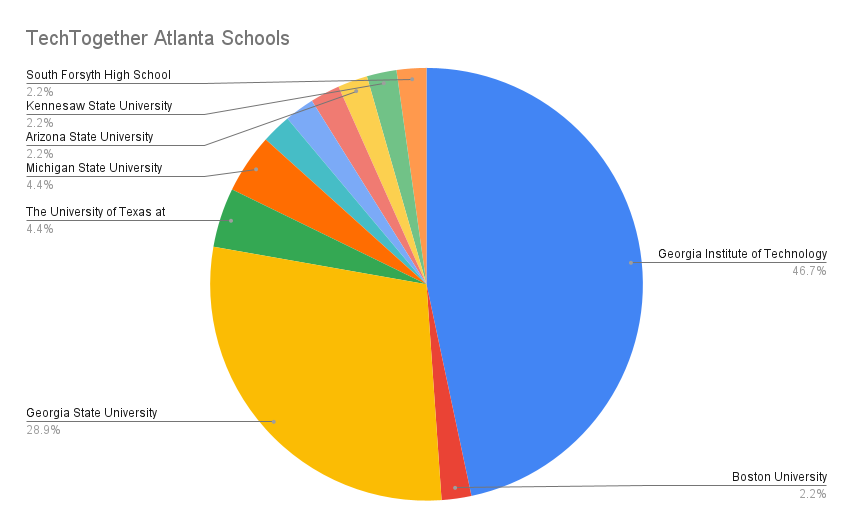 TechTogether Atlanta Schools
South Forsyth High School
2.2%
Kennesaw State University
2.2%
Arizona State University
2.2%
Michigan State University
4.4%
The University of Texas at
4.4%
Georgia State University
28.9%
Georgia Institute of Technology
46.7%
Boston University
2.2%